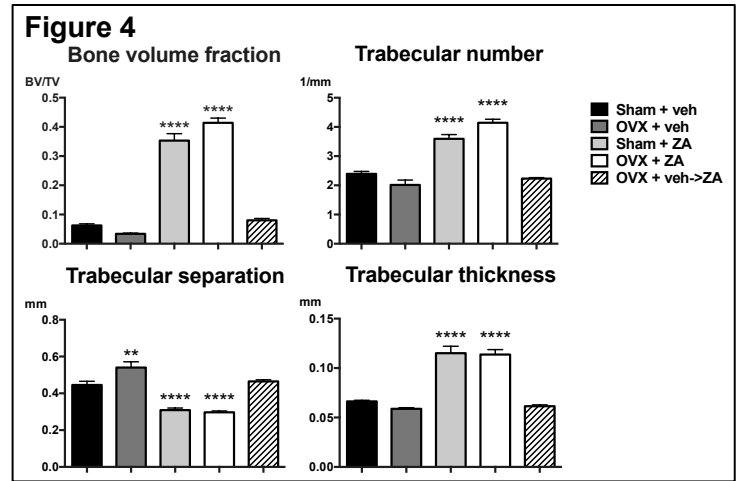 Figure 4
Bone volume fraction
BV/TV
0.5
0.4
0.3
0.2
0.1
0.0
****
****
Trabecular number
1/mm
5
4
3
2
1
0
****
****
Sham + veh
OVX + veh
Sham + ZA
OVX + ZA
OVX + veh->ZA
Trabecular separation
mm
0.8
0.6
0.4
0.2
0.0
**
****
****
Trabecular thickness
mm
0.15
0.10
0.05
0.00
****
****